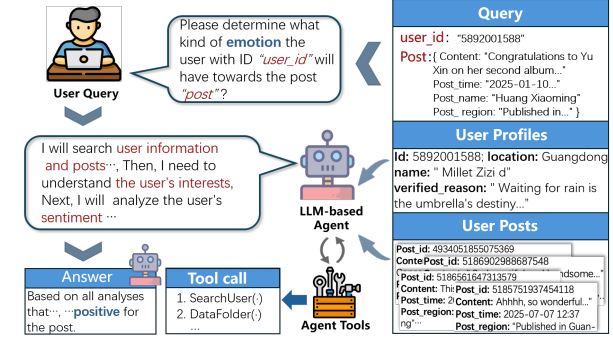 Please determine what
kind of emotion the
user with ID "user_id" will
have towards the post
"post"?
User Query
Query
user_id: "5892001588"
Post:{ Content: "Congratulations to Yu
Xin on her second album..."
Post_time: "2025-01-10..."
Post_name: "Huang Xiaoming"
Post_ region: "Published in..." }
I will search user information
and posts…, Then, I need to
understand the user's interests,
Next, I will analyze the user's
sentiment …
LLM-based
Agent
User Profiles
Id: 5892001588; location: Guangdong
name: " Millet Zizi d"
verified_reason: " Waiting for rain is
the umbrella's destiny..."
User Posts
Post_id: 4934051855075369
Post_id: 5186902988687548
Post_id: 5186561647313579
Post_id: 5185751937454118
Content: Ahhhh, so wonderful..."
Post_time: 2025-07-07 12:37
Post_region: "Published in Guan-
Answer
Based on all analyses
that…, …positive for
the post.
Tool call
1. SearchUser(·)
2. DataFolder(·)
...
Agent Tools